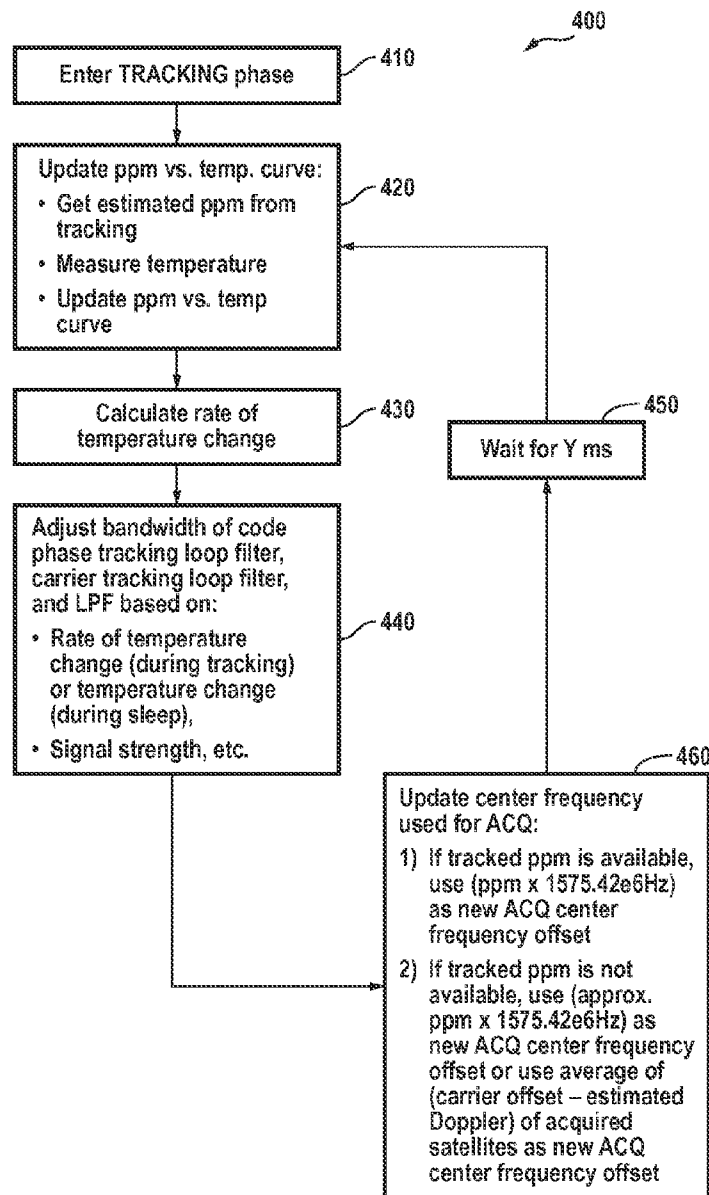 400
Enter TRACKING phase
410
Update ppm vs. temp. curve:
• Get estimated ppm from
tracking
• Measure temperature
• Update ppm vs. temp
curve
420
Calculate rate of
temperature change
430
450
Wait for Y ms
Adjust bandwidth of code
phase tracking loop filter,
carrier tracking loop filter,
and LPF based on:
• Rate of temperature
change (during tracking)
or temperature change
(during sleep),
• Signal strength, etc.
440
460
Update center frequency
used for ACQ:
1) If tracked ppm is available,
use (ppm x 1575.42e6Hz)
as new ACQ center
frequency offset
2) If tracked ppm is not
available, use (approx.
ppm x 1575.42e6Hz) as
new ACQ center frequency
offset or use average of
(carrier offset – estimated
Doppler) of acquired
satellites as new ACQ
center frequency offset